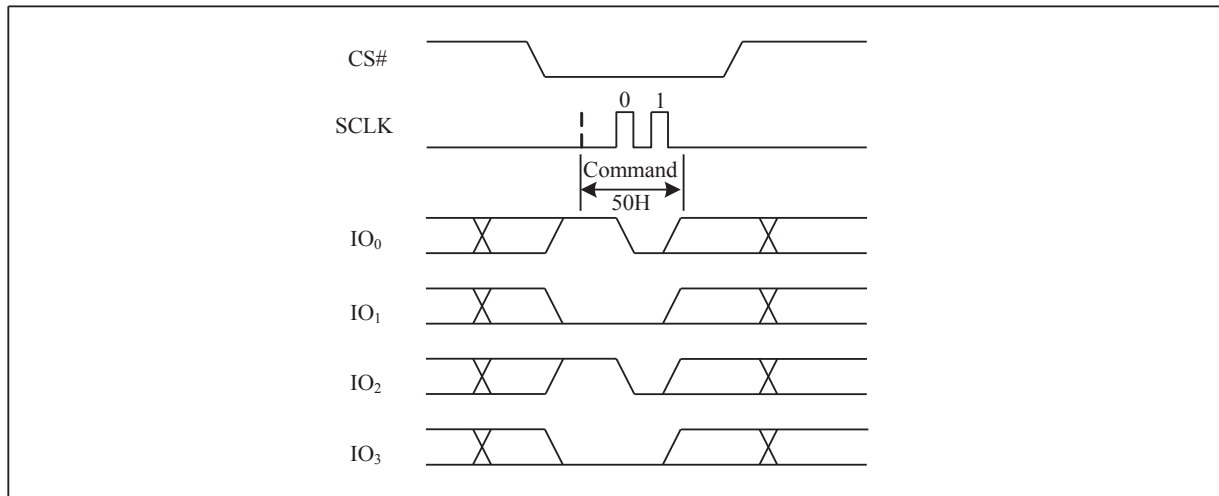 CS#
0 1
SCLK
Command
50H
IO₀
IO₁
IO₂
IO₃